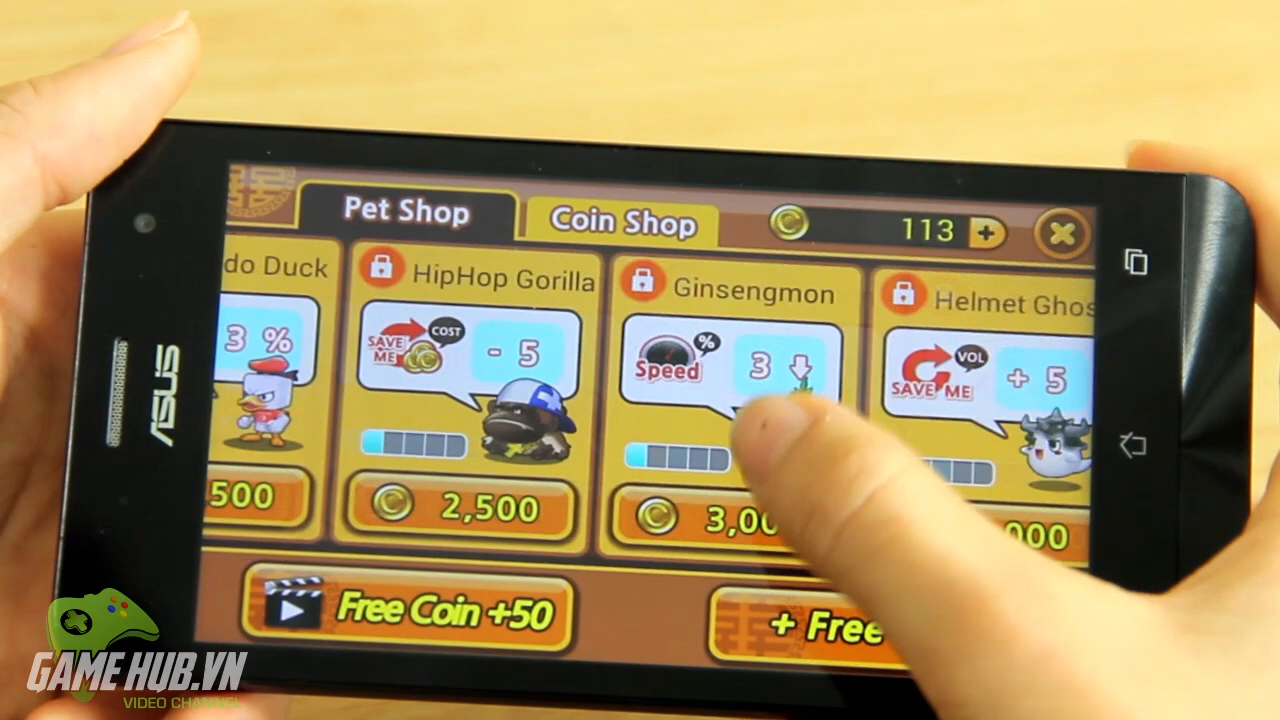 Pet Shop
Coin Shop
113
do Duck
HipHop Gorilla
Ginsengmon
Helmet Ghos
3 %
SAVE ME COST
- 5
Speed %
3
SAVE ME VOL
+ 5
500
2,500
3,00
000
Free Coin +50
+ Free
ASUS
GAME HUB.VN
VIDEO CHANNEL